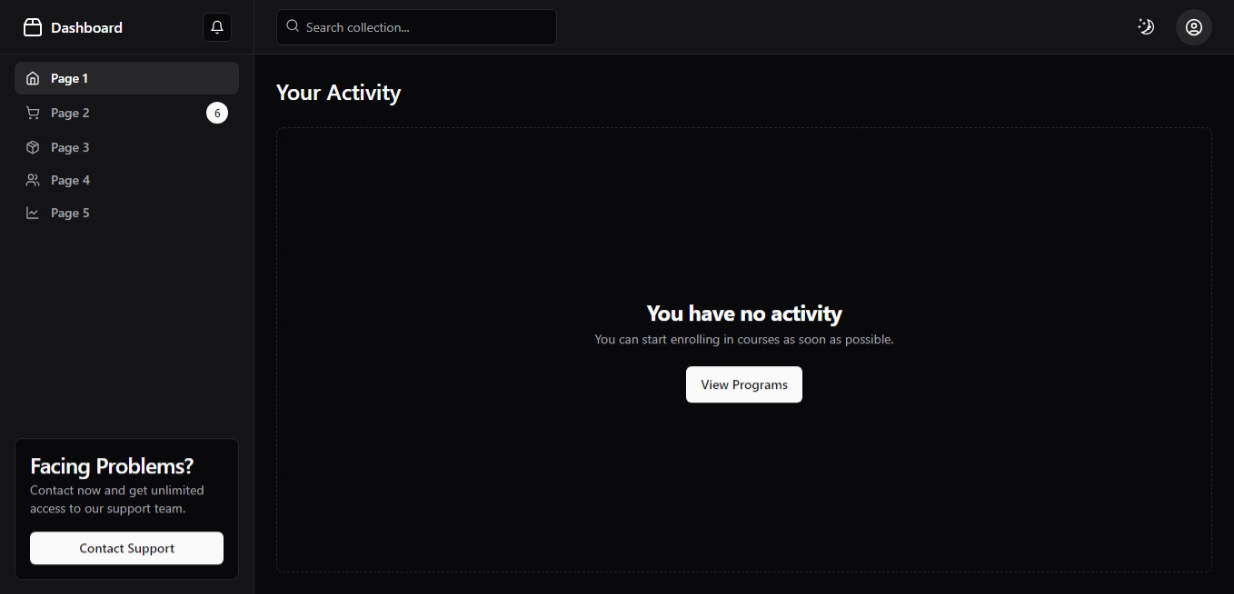 Dashboard
Search collection...
Page 1
Page 2
6
Page 3
Page 4
Page 5
Facing Problems?
Contact now and get unlimited
access to our support team.
Contact Support
Your Activity
You have no activity
You can start enrolling in courses as soon as possible.
View Programs